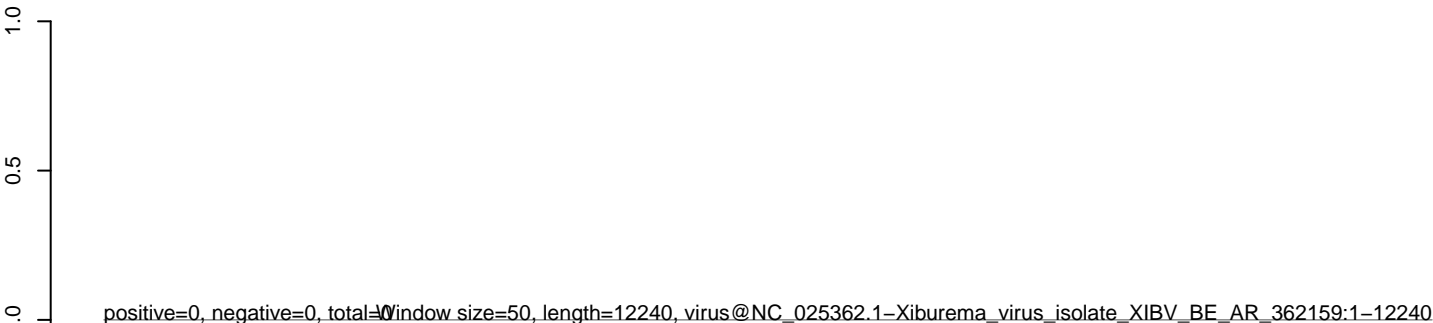 1.0
0.5
.0
positive=0, negative=0, total=0
Window size=50, length=12240, virus@NC_025362.1−Xiburema_virus_isolate_XIBV_BE_AR_362159:1−12240